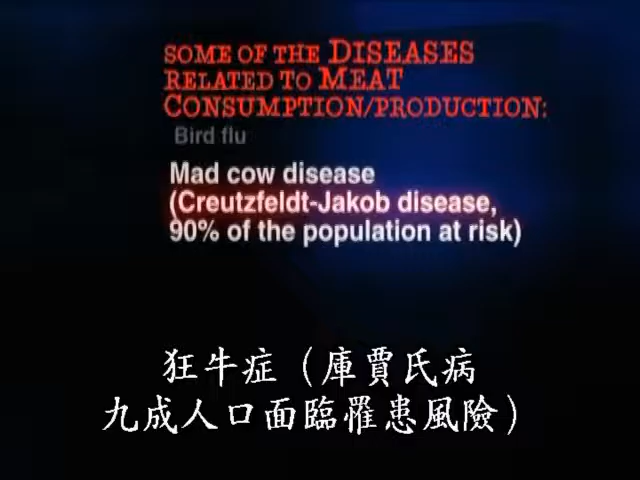 SOME OF THE DISEASES
RELATED TO MEAT
CONSUMPTION/PRODUCTION:
Bird flu
Mad cow disease
(Creutzfeldt-Jakob disease,
90% of the population at risk)
狂牛症（庫賈氏病
九成人口面臨罹患風險）